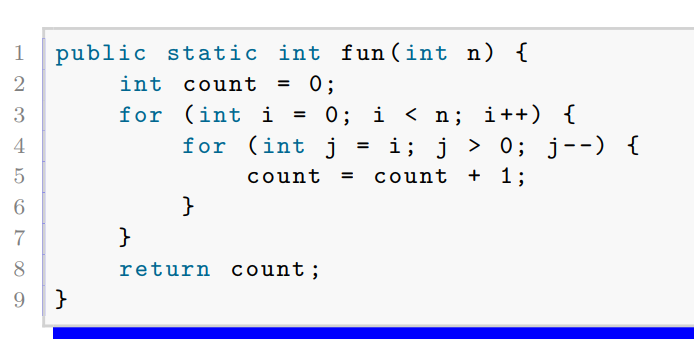 1 public static int fun(int n) {
2 int count = 0;
3 for (int i = 0; i < n; i++) {
4 for (int j = i; j > 0; j--) {
5 count = count + 1;
6 }
7 }
8 return count;
9 }